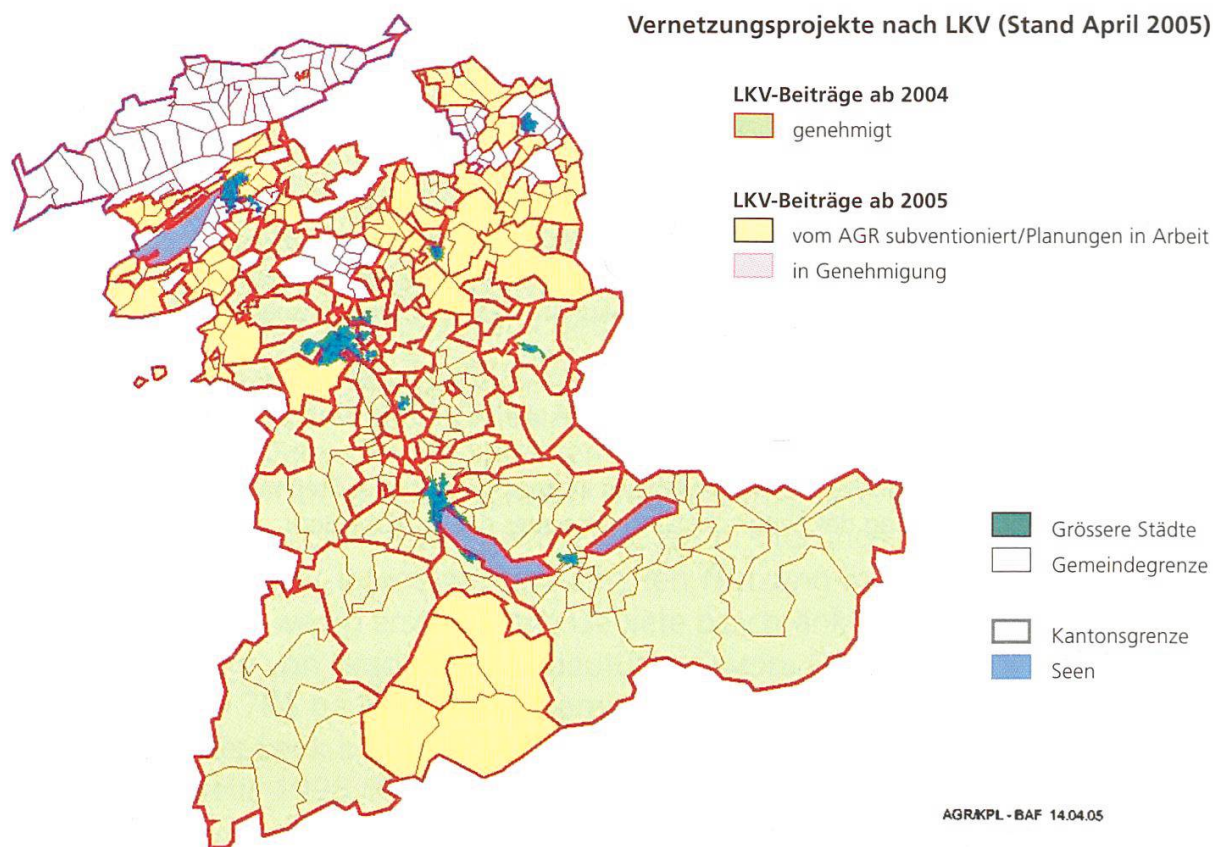 Vernetzungsprojekte nach LKV (Stand April 2005)
LKV-Beiträge ab 2004
genehmigt
LKV-Beiträge ab 2005
vom AGR subventioniert/Planungen in Arbeit
in Genehmigung
Grössere Städte
Gemeindegrenze
Kantonsgrenze
Seen
AGR/KPL - BAF 14.04.05